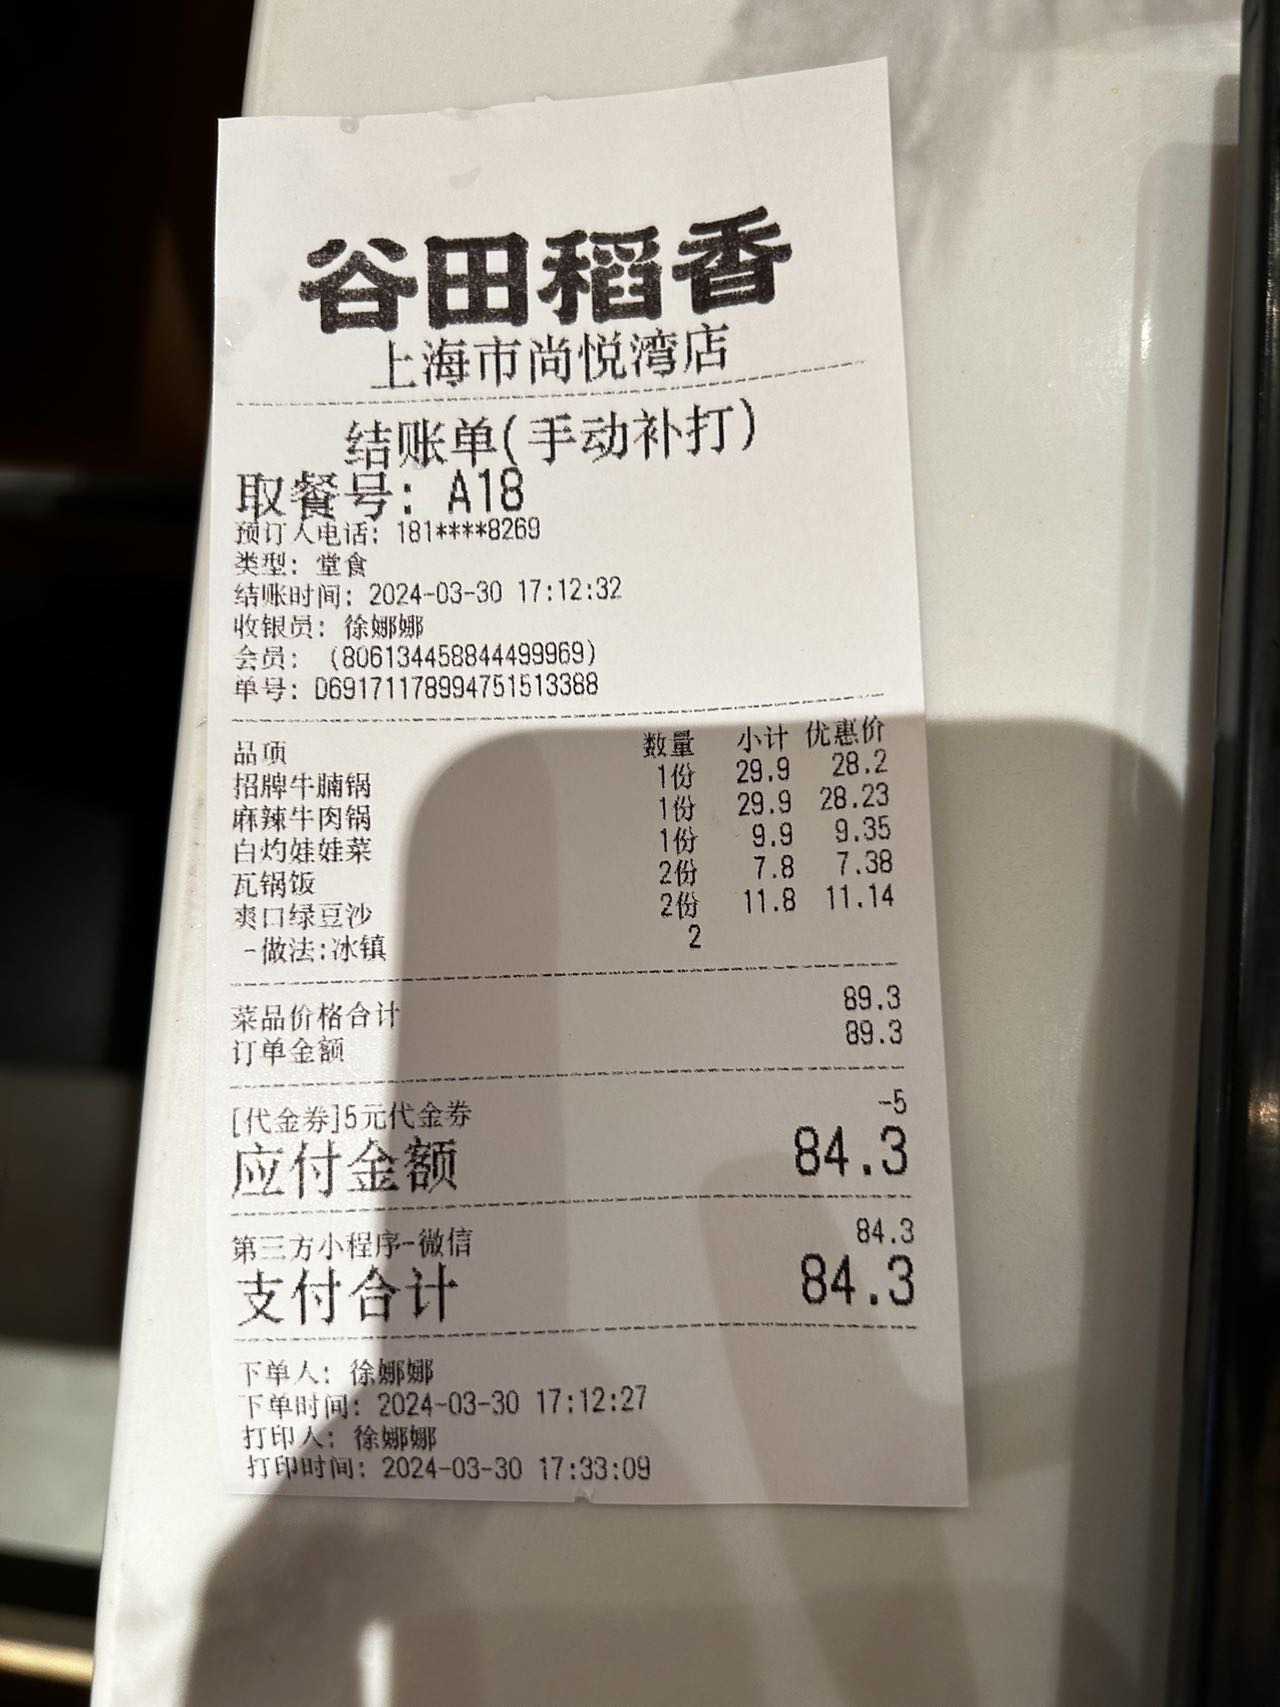 谷田稻香
上海市尚悦湾店
结账单(手动补打)
取餐号: A18
预订人电话: 181****8269
类型: 堂食
结账时间: 2024-03-30 17:12:32
收银员: 徐娜娜
会员: (806134458844499969)
单号: D691711789947515​13388
品项 数量 小计 优惠价
招牌牛腩锅 1份 29.9 28.2
麻辣牛肉锅 1份 29.9 28.23
白灼娃娃菜 1份 9.9 9.35
瓦锅饭 2份 7.8 7.38
爽口绿豆沙 2份 11.8 11.14
-做法:冰镇 2
菜品价格合计 89.3
订单金额 89.3
[代金券]5元代金券 -5
应付金额 84.3
第三方小程序-微信 84.3
支付合计 84.3
下单人: 徐娜娜
下单时间: 2024-03-30 17:12:27
打印人: 徐娜娜
打印时间: 2024-03-30 17:33:09